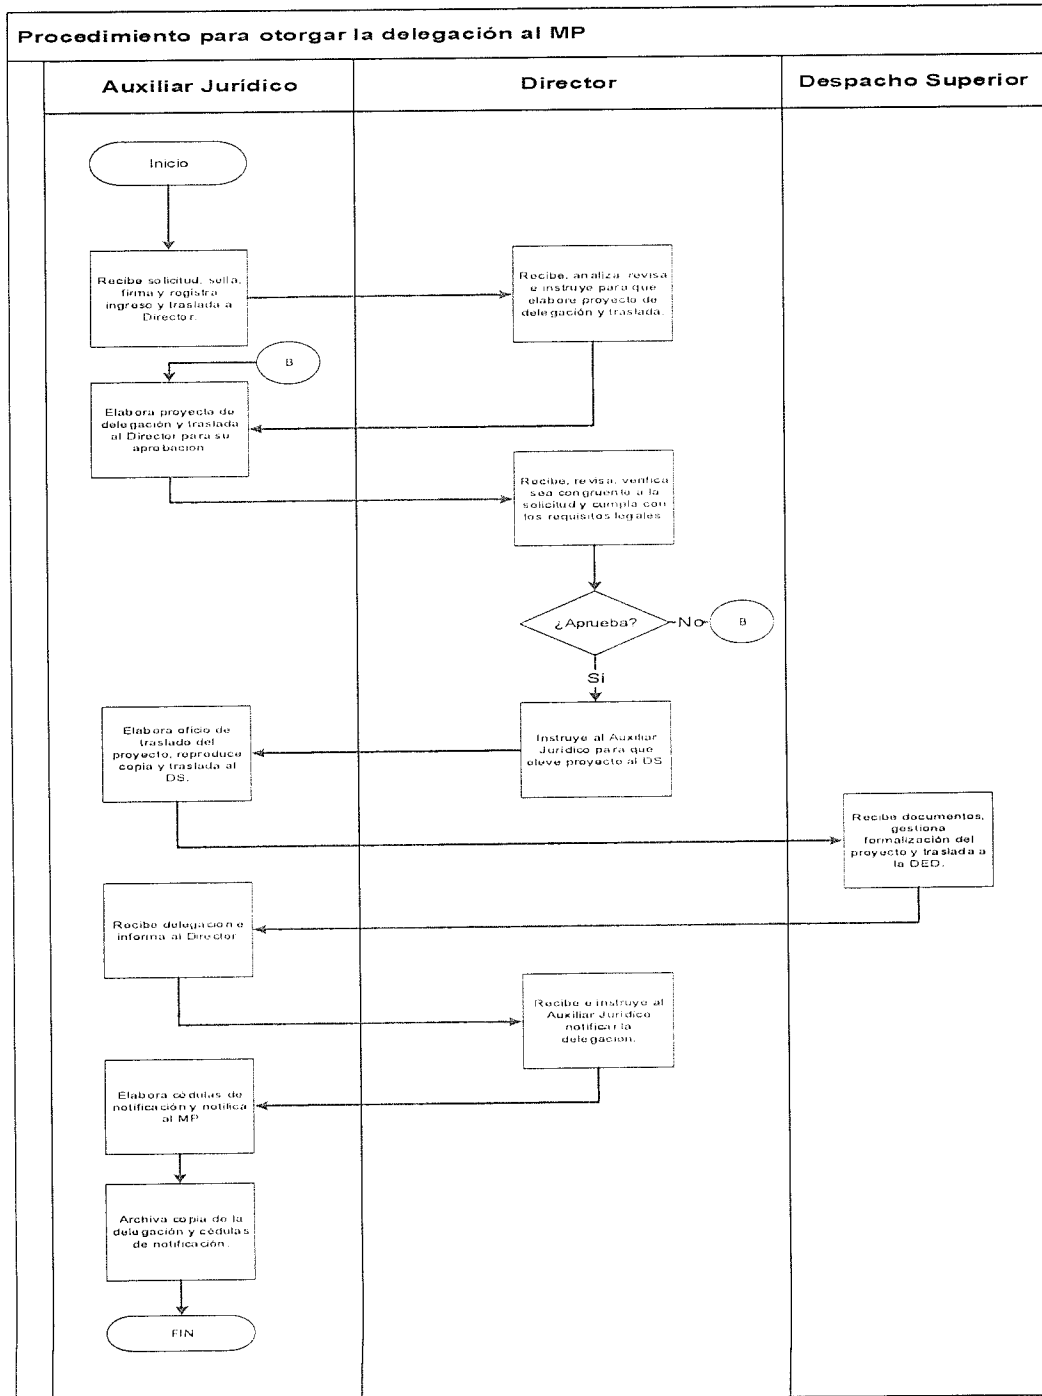 Procedimiento para otorgar la delegación al MP
Auxiliar Jurídico
Director
Despacho Superior
Inicio
Recibe solicitud, sella,
firma y registra
ingreso y traslada a
Director.
Recibe, analiza, revisa
e instruye para que
elabore proyecto de
delegación y traslada.
B
Elabora proyecto de
delegación y traslada
al Director para su
aprobación
Recibe, revisa, verifica
sea congruente a la
solicitud y cumpla con
los requisitos legales
¿Aprueba?
No
B
Si
Instruye al Auxiliar
Jurídico para que
eleve proyecto al DS
Elabora oficio de
traslado del
proyecto, reproduce
copia y traslada al
DS.
Recibe documentos,
gestiona
formalización del
proyecto y traslada a
la DED.
Recibe delegación e
informa al Director
Recibe e instruye al
Auxiliar Jurídico
notificar la
delegación.
Elabora cédulas de
notificación y notifica
al MP
Archiva copia de la
delegación y cédulas
de notificación.
FIN